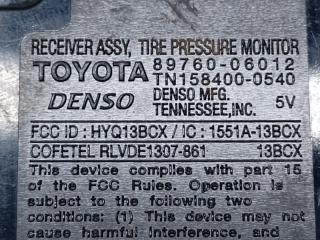 RECEIVER ASSY, TIRE PRESSURE MONITOR
TOYOTA 89760-06012
TN158400-0540
DENSO DENSO MFG.
TENNESSEE, INC. 5V
FCC ID : HYQ13BCX / IC : 1551A-13BCX
COFETEL RLVDE1307-861 13BCX
This device complies with part 15
of the FCC Rules. Operation is
subject to the following two
conditions: (1) This device may not
cause harmful interference, and